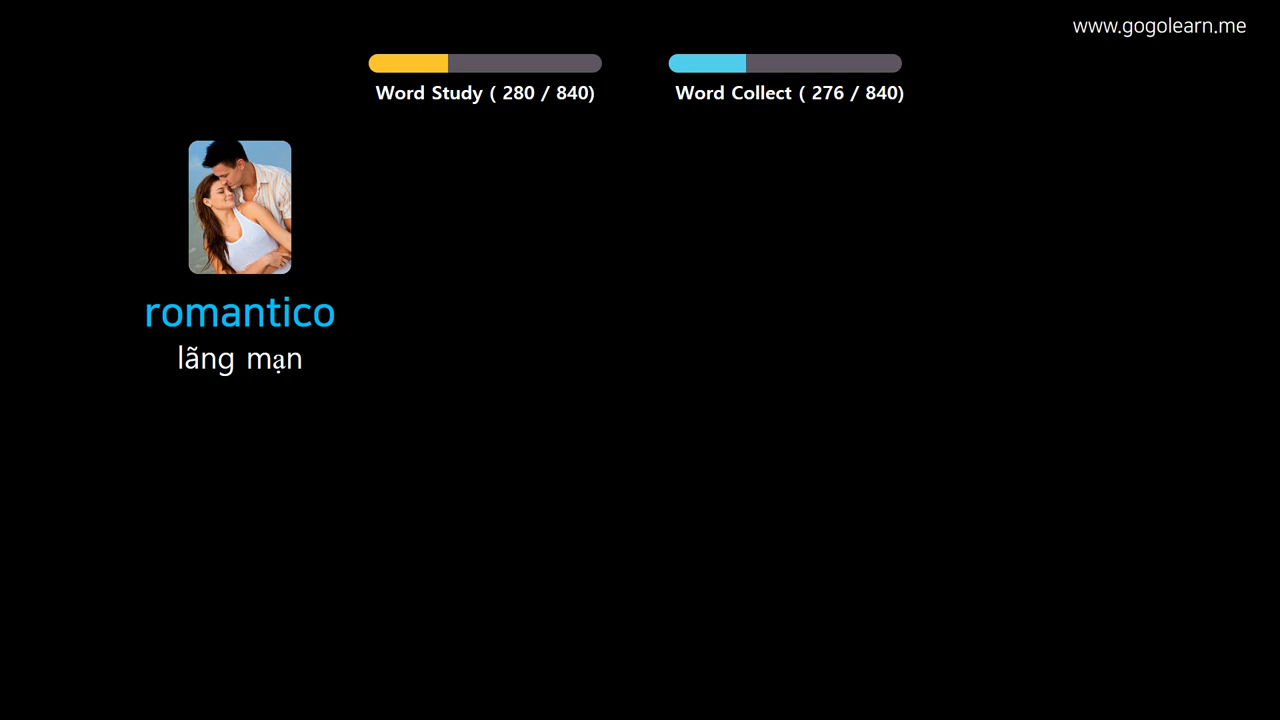 www.gogolearn.me
Word Study ( 280 / 840)
Word Collect ( 276 / 840)
romantico
lãng mạn